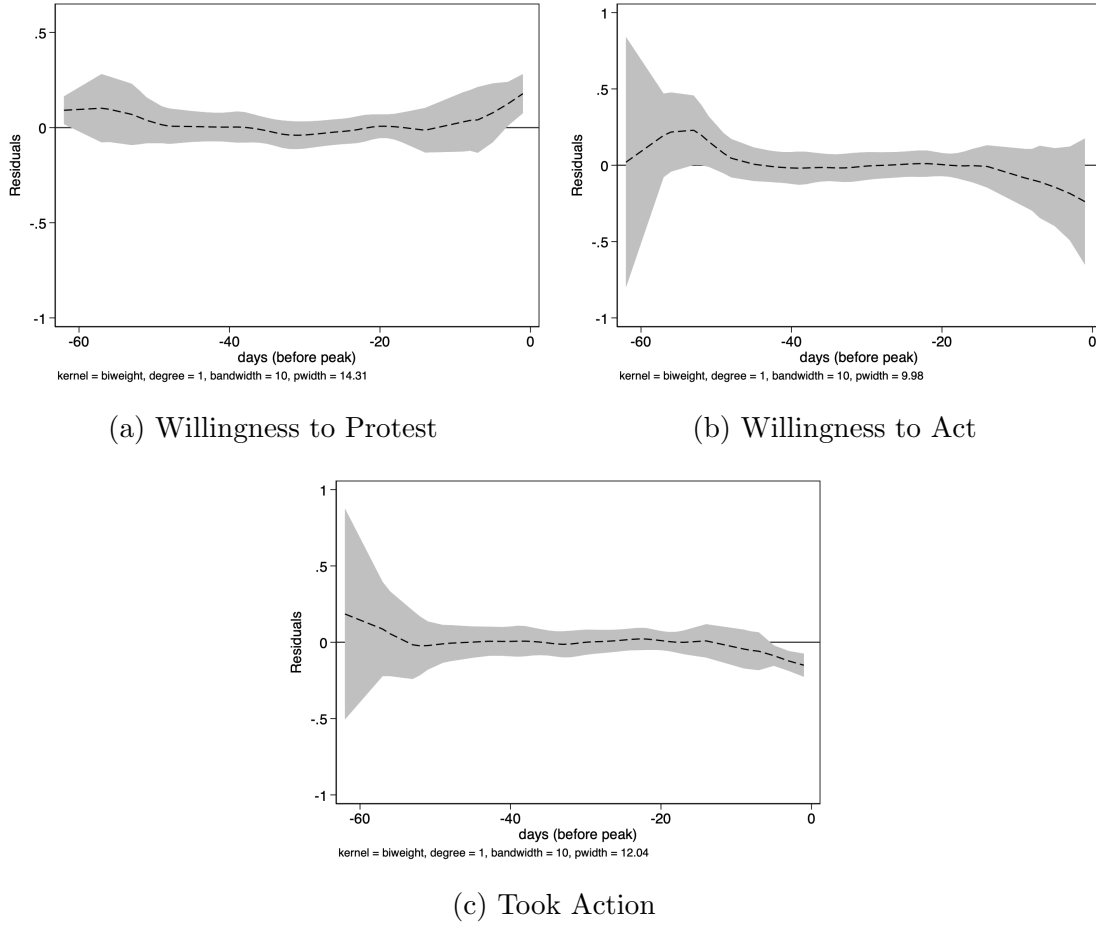 .5
0
-.5
-1
Residuals
-60
-40
-20
0
days (before peak)
kernel = biweight, degree = 1, bandwidth = 10, pwidth = 14.31
(a) Willingness to Protest
1
.5
0
-.5
-1
Residuals
-60
-40
-20
0
days (before peak)
kernel = biweight, degree = 1, bandwidth = 10, pwidth = 9.98
(b) Willingness to Act
1
.5
0
-.5
-1
Residuals
-60
-40
-20
0
days (before peak)
kernel = biweight, degree = 1, bandwidth = 10, pwidth = 12.04
(c) Took Action